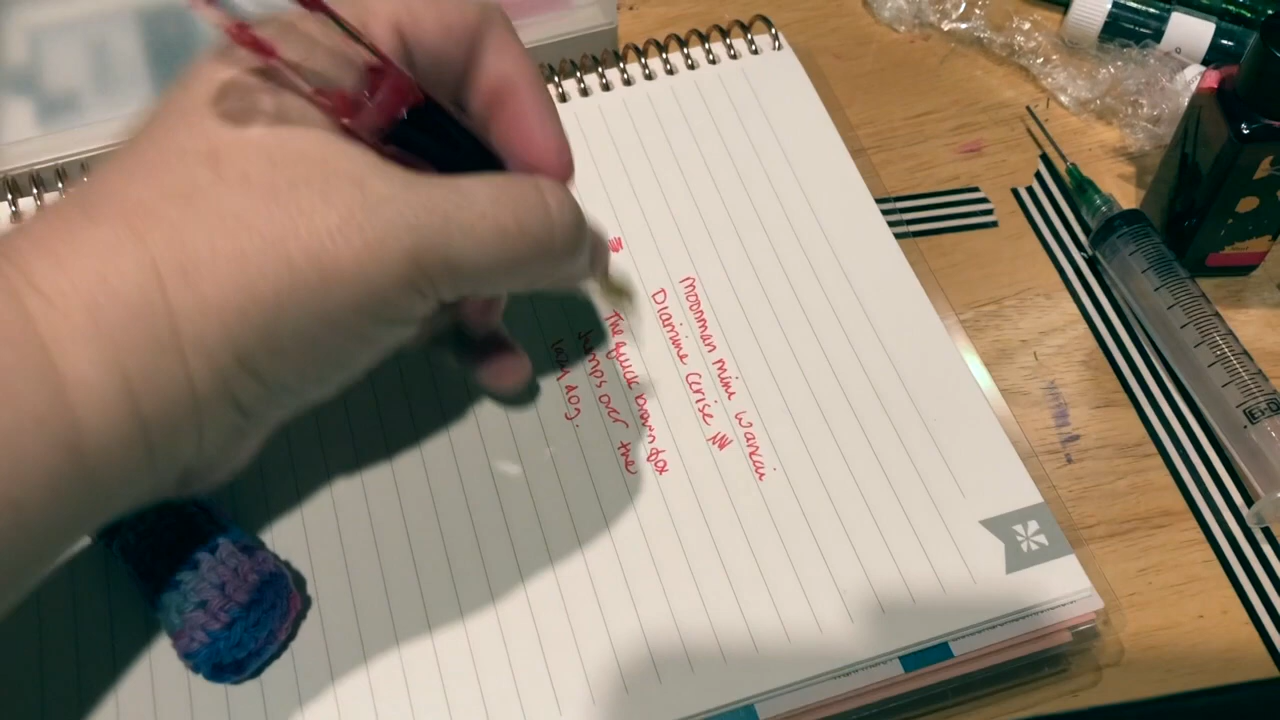 Moonman mini wancai
Diamine Cerise
The quick brown fox
jumps over the
lazy dog.